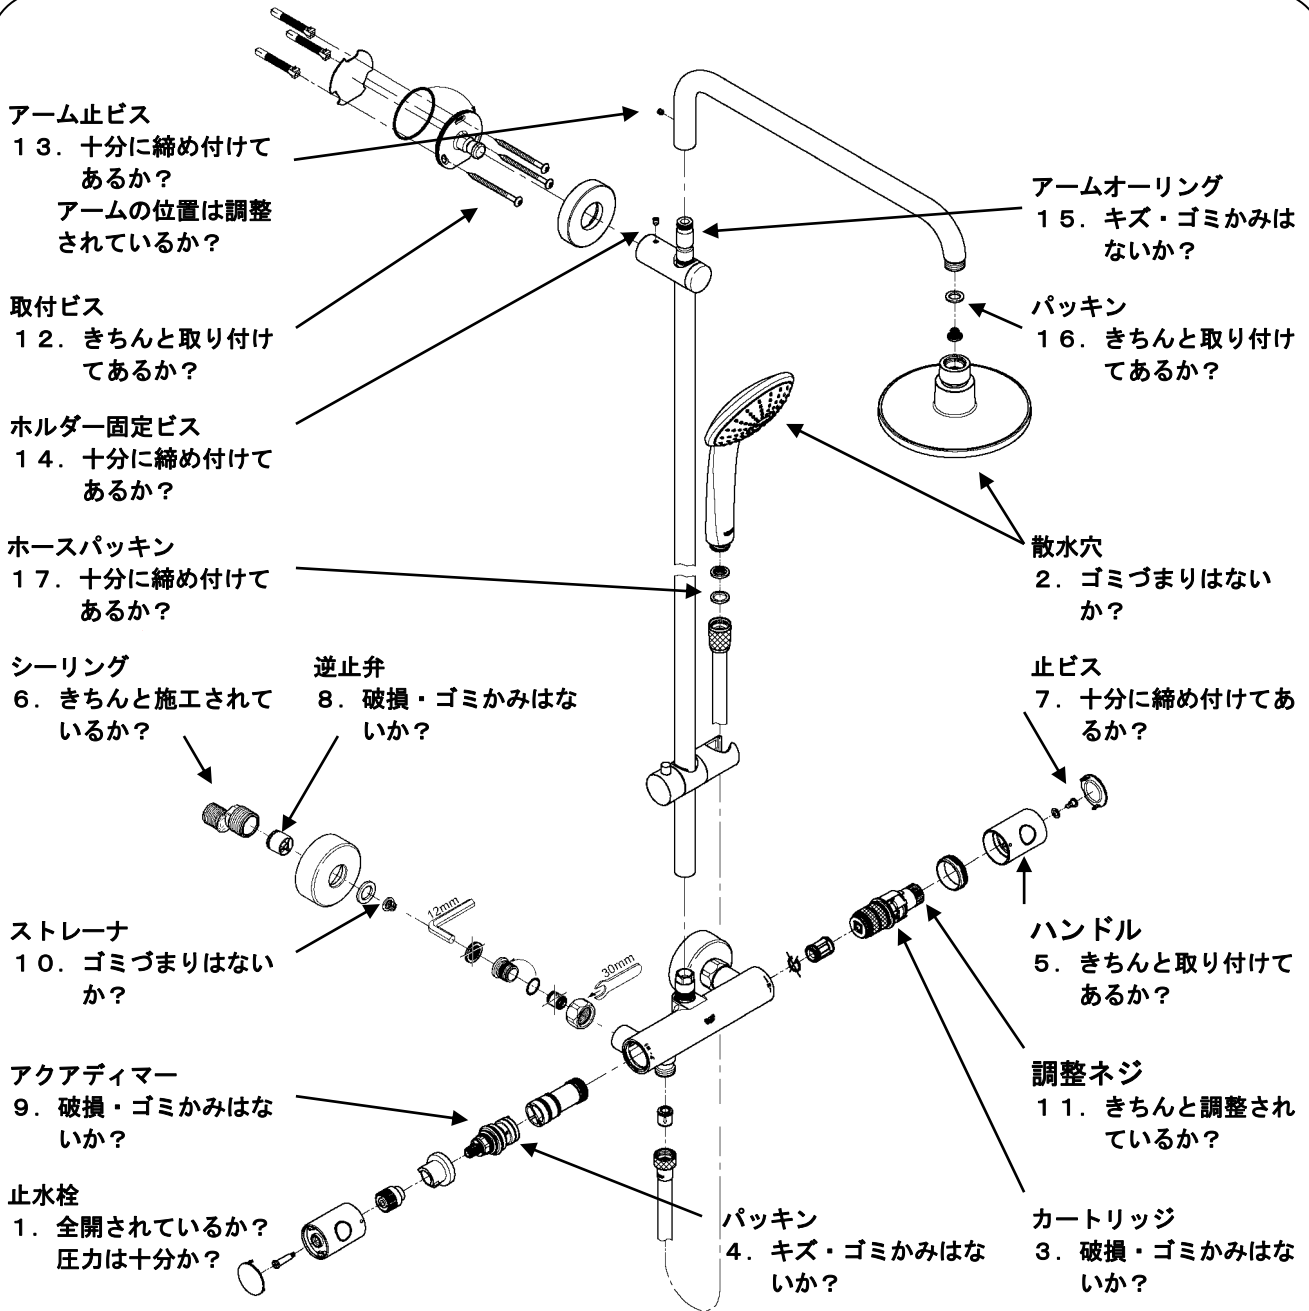 アーム止ビス
１３．十分に締め付けて
あるか？
アームの位置は調整
されているか？
取付ビス
１２．きちんと取り付け
てあるか？
ホルダー固定ビス
１４．十分に締め付けて
あるか？
ホースパッキン
１７．十分に締め付けて
あるか？
シーリング
６．きちんと施工されて
いるか？
逆止弁
８．破損・ゴミかみはな
いか？
ストレーナ
１０．ゴミづまりはない
か？
12mm
30mm
アクアディマー
９．破損・ゴミかみはな
いか？
止水栓
１．全開されているか？
圧力は十分か？
アームオーリング
１５．キズ・ゴミかみは
ないか？
パッキン
１６．きちんと取り付け
てあるか？
散水穴
２．ゴミづまりはない
か？
止ビス
７．十分に締め付けてあ
るか？
ハンドル
５．きちんと取り付けて
あるか？
調整ネジ
１１．きちんと調整され
ているか？
パッキン
４．キズ・ゴミかみはな
いか？
カートリッジ
３．破損・ゴミかみはな
いか？